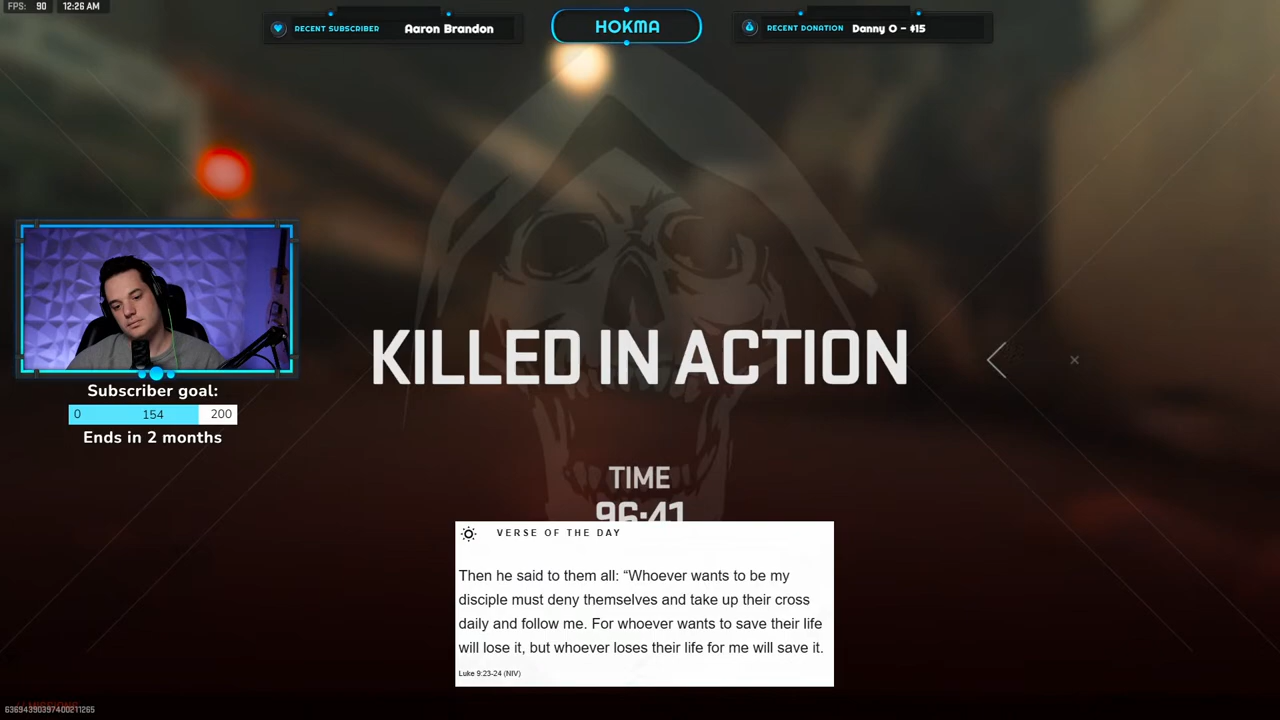 FPS: 90 12:26 AM
RECENT SUBSCRIBER Aaron Brandon
HOKMA
RECENT DONATION Danny O - $15
KILLED IN ACTION
Subscriber goal:
0 154 200
Ends in 2 months
TIME
96:41
VERSE OF THE DAY
Then he said to them all: “Whoever wants to be my
disciple must deny themselves and take up their cross
daily and follow me. For whoever wants to save their life
will lose it, but whoever loses their life for me will save it.
Luke 9:23-24 (NIV)
63694390397400211265